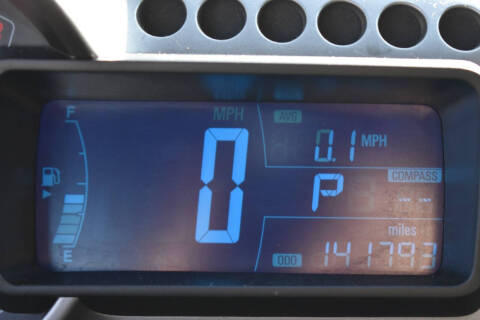 F
MPH
AVG
0
0.1 MPH
COMPASS
P
-- --
miles
E
ODO 141793